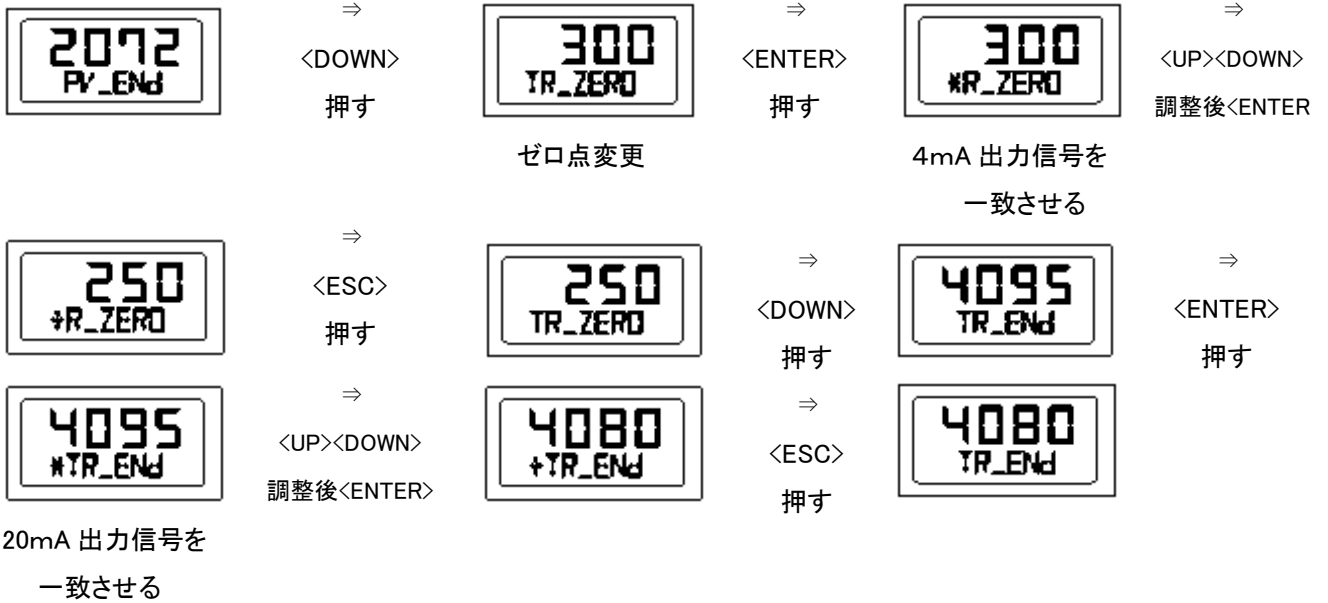 2072
PV_ENd
⇒
<DOWN>
押す
300
TR_ZERO
ゼロ点変更
⇒
<ENTER>
押す
300
*R_ZERO
4mA 出力信号を
一致させる
⇒
<UP><DOWN>
調整後<ENTER
250
+R_ZERO
⇒
<ESC>
押す
250
TR_ZERO
⇒
<DOWN>
押す
4095
TR_ENd
⇒
<ENTER>
押す
4095
*TR_ENd
20mA 出力信号を
一致させる
⇒
<UP><DOWN>
調整後<ENTER>
4080
+TR_ENd
⇒
<ESC>
押す
4080
TR_ENd